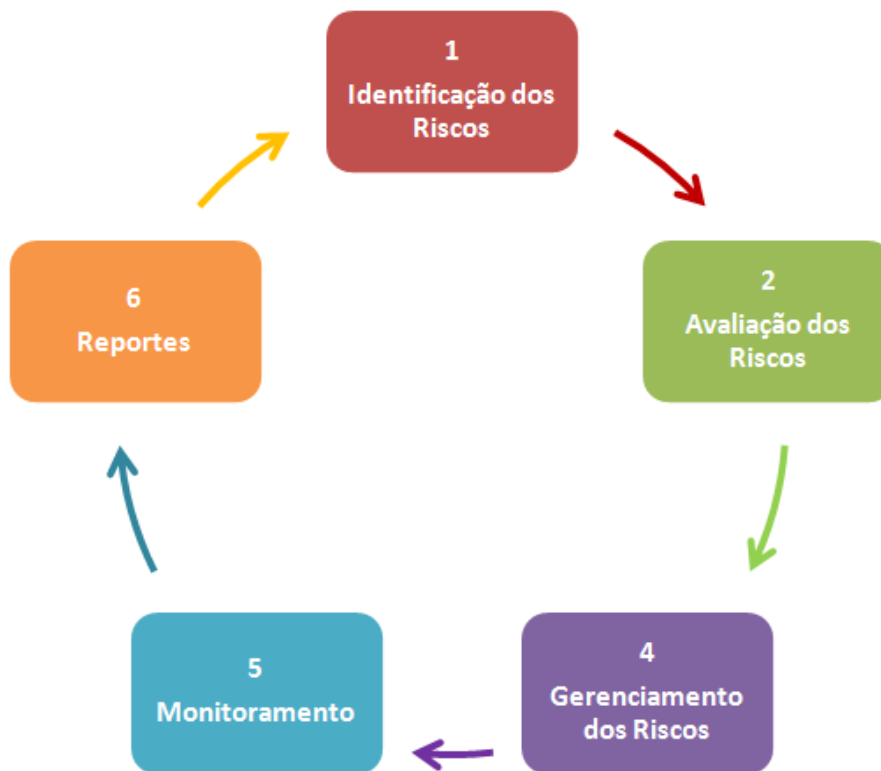 1
Identificação dos
Riscos
2
Avaliação dos
Riscos
4
Gerenciamento
dos Riscos
5
Monitoramento
6
Reportes